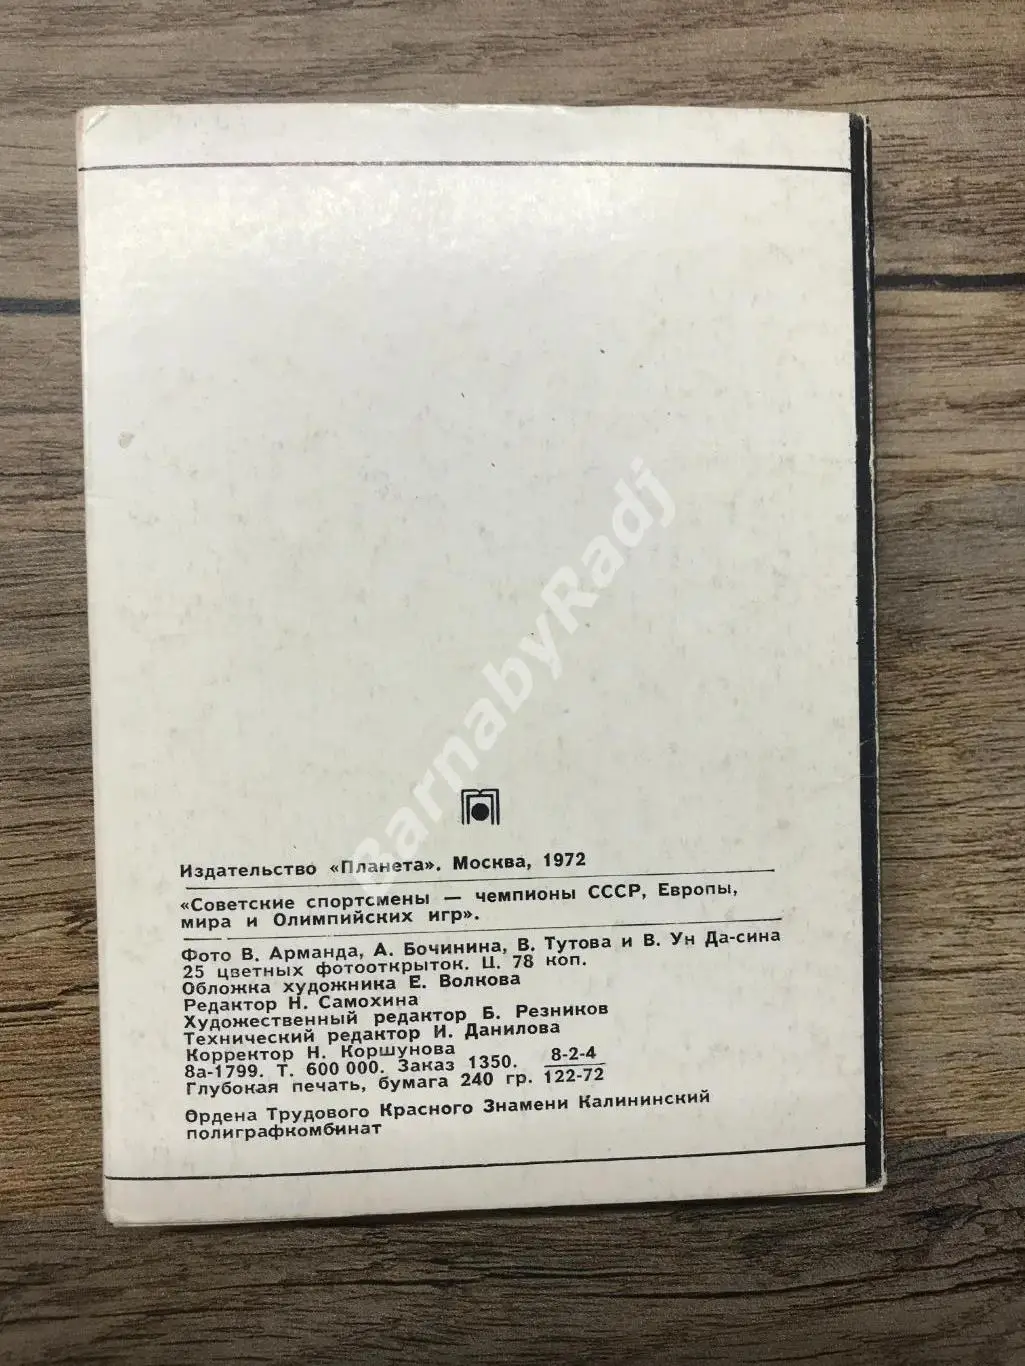 Издательство «Планета». Москва, 1972
«Советские спортсмены — чемпионы СССР, Европы,
мира и Олимпийских игр».
Фото В. Арманда, А. Бочинина, В. Тутова и В. Ун Да-сина
25 цветных фотооткрыток. Ц. 78 коп.
Обложка художника Е. Волкова
Редактор Н. Самохина
Художественный редактор Б. Резников
Технический редактор И. Данилова
Корректор Н. Коршунова
8а-1799. Т. 600 000. Заказ 1350. 8-2-4
Глубокая печать, бумага 240 гр. 122-72
Ордена Трудового Красного Знамени Калининский
полиграфкомбинат
BarnabyRadj